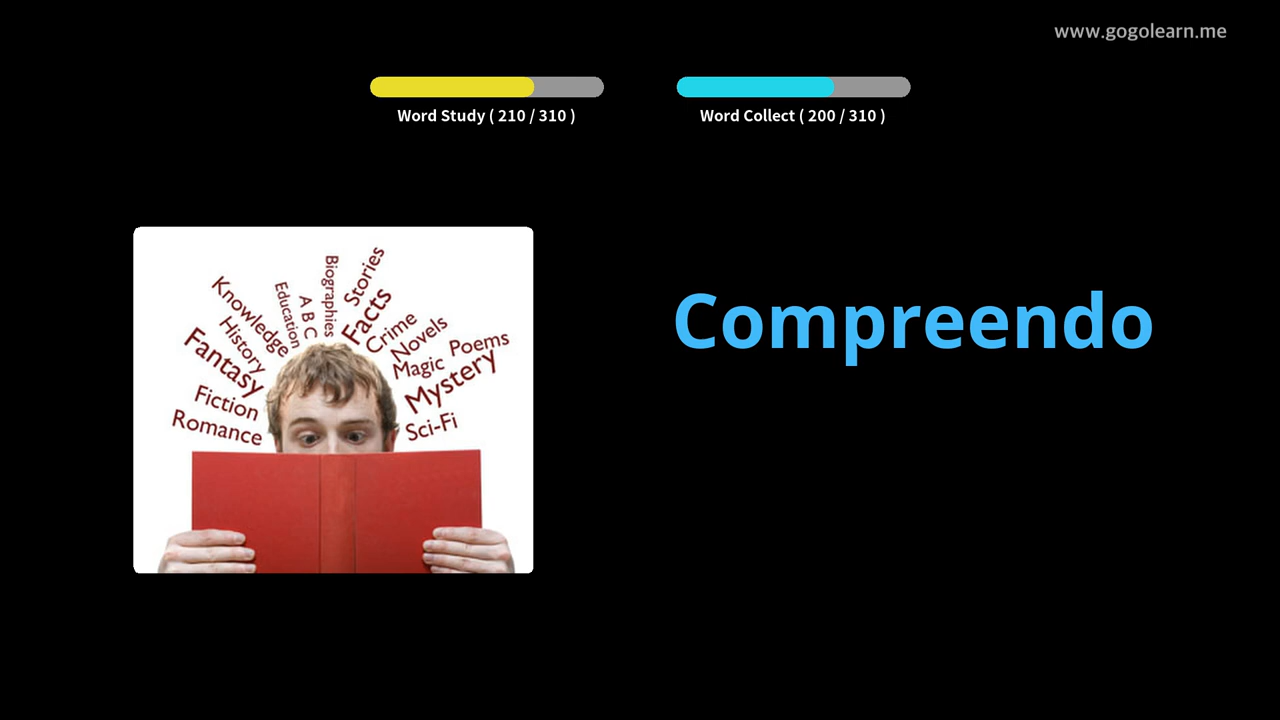 www.gogolearn.me
Word Study ( 210 / 310 )
Word Collect ( 200 / 310 )
Compreendo
Knowledge
Education
A B C
Biographies
Stories
Facts
History
Fantasy
Crime
Novels
Poems
Magic
Mystery
Fiction
Romance
Sci-Fi